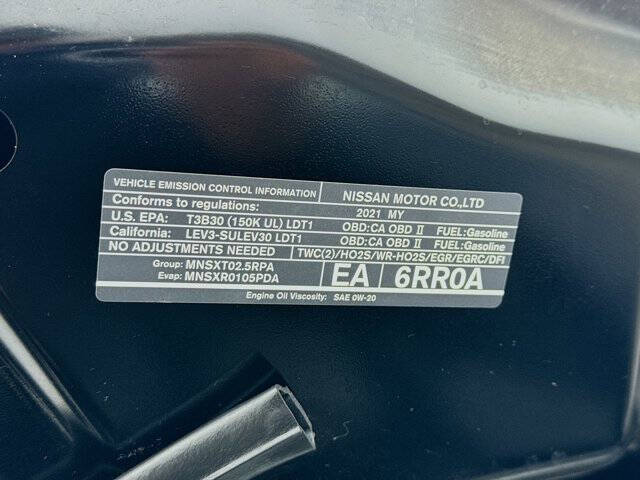 VEHICLE EMISSION CONTROL INFORMATION NISSAN MOTOR CO.,LTD
Conforms to regulations: 2021 MY
U.S. EPA: T3B30 (150K UL) LDT1 OBD:CA OBD II FUEL:Gasoline
California: LEV3-SULEV30 LDT1 OBD:CA OBD II FUEL:Gasoline
NO ADJUSTMENTS NEEDED TWC(2)/HO2S/WR-HO2S/EGR/EGRC/DFI
Group: MNSXT02.5RPA
Evap: MNSXR0105PDA
EA 6RR0A
Engine Oil Viscosity: SAE 0W-20